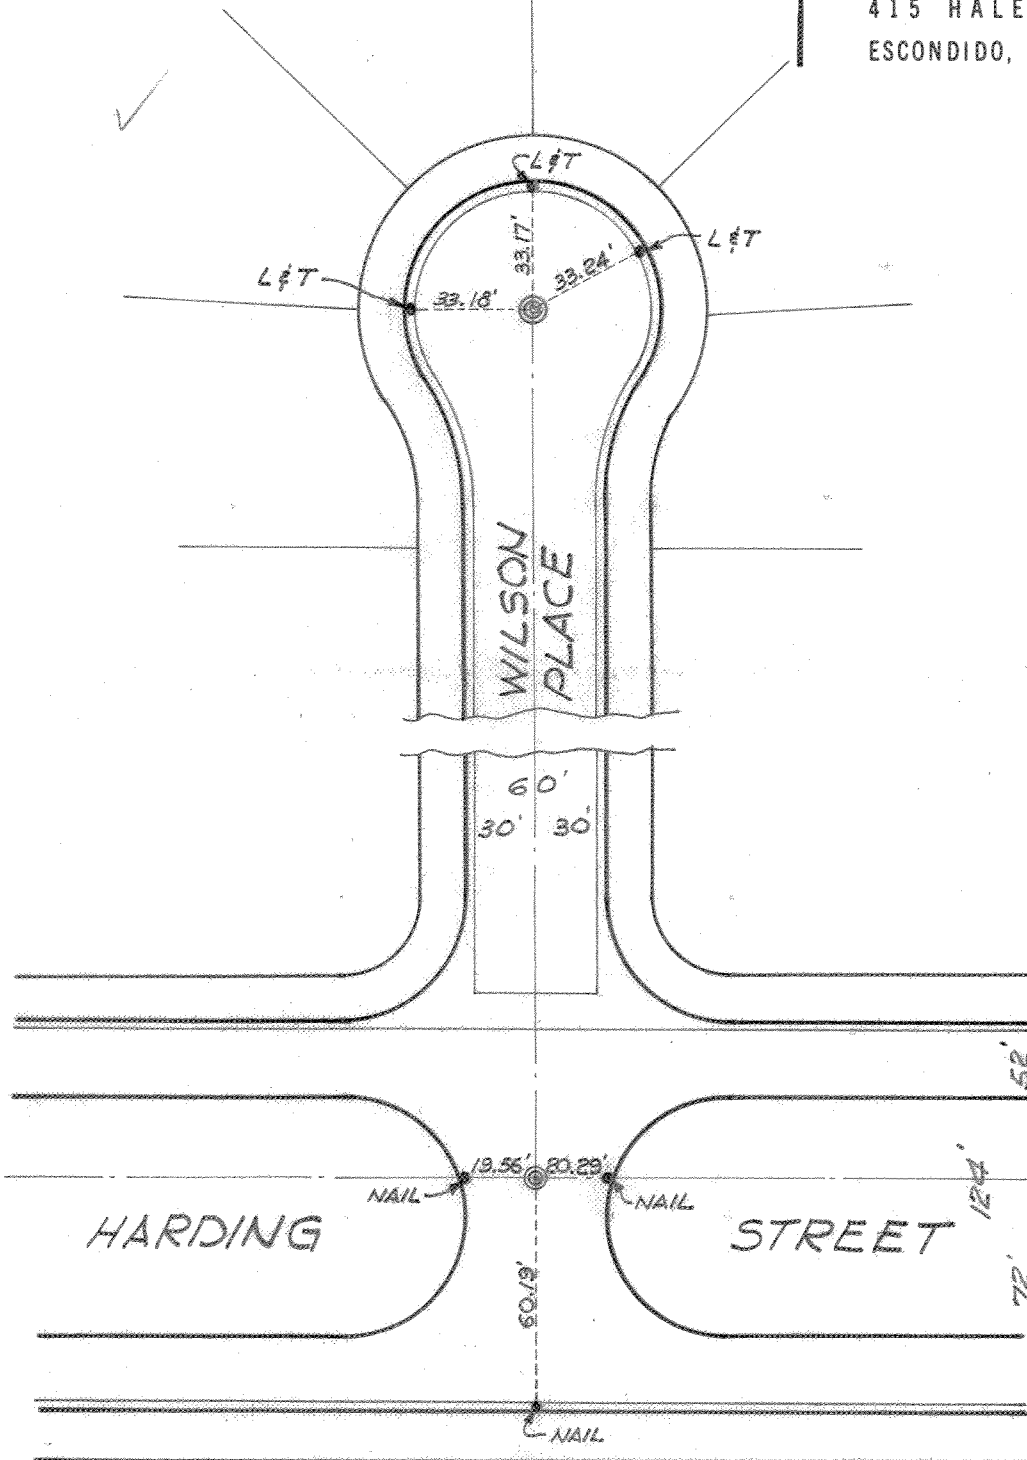 415 HALE
ESCONDIDO,
L&T
L&T
L&T
33.17'
33.24'
33.18'
WILSON
PLACE
60'
30' 30'
52'
19.56' 20.29'
NAIL
NAIL
124'
HARDING STREET
60.19'
72'
NAIL